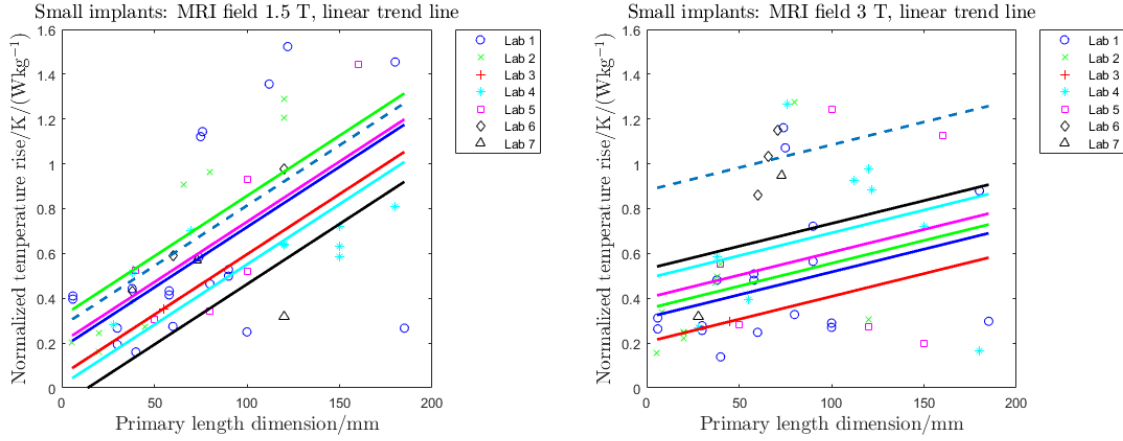 Small implants: MRI field 1.5 T, linear trend line
1.6
1.4
1.2
1
0.8
0.6
0.4
0.2
0
Normalized temperature rise/K/(Wkg⁻¹)
0
50
100
150
200
Primary length dimension/mm
Lab 1
Lab 2
Lab 3
Lab 4
Lab 5
Lab 6
Lab 7
Small implants: MRI field 3 T, linear trend line
1.6
1.4
1.2
1
0.8
0.6
0.4
0.2
0
Normalized temperature rise/K/(Wkg⁻¹)
0
50
100
150
200
Primary length dimension/mm
Lab 1
Lab 2
Lab 3
Lab 4
Lab 5
Lab 6
Lab 7